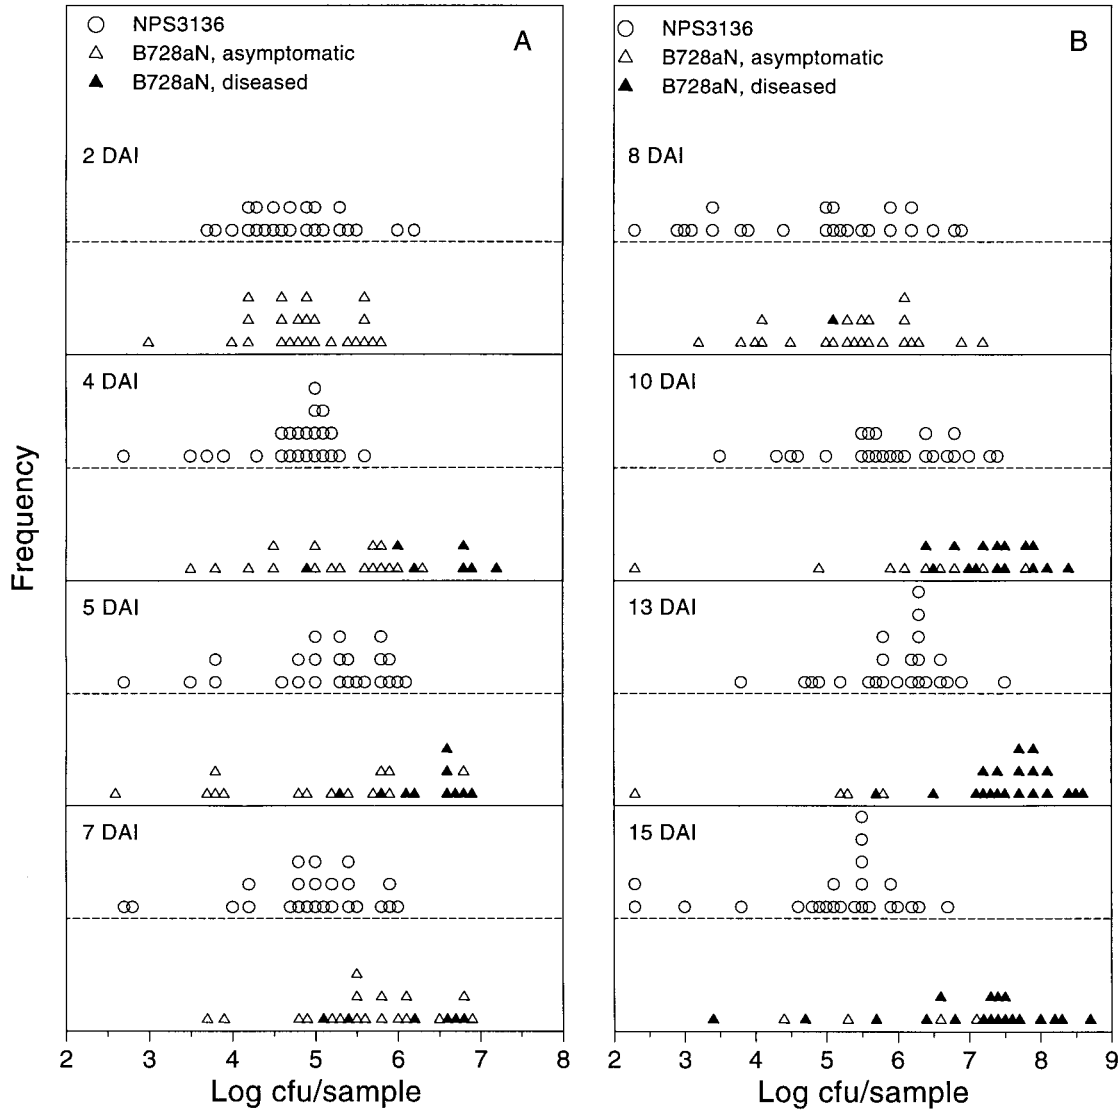 NPS3136
B728aN, asymptomatic
B728aN, diseased
A
2 DAI
4 DAI
5 DAI
7 DAI
2 3 4 5 6 7 8
Log cfu/sample
Frequency
NPS3136
B728aN, asymptomatic
B728aN, diseased
B
8 DAI
10 DAI
13 DAI
15 DAI
2 3 4 5 6 7 8 9
Log cfu/sample